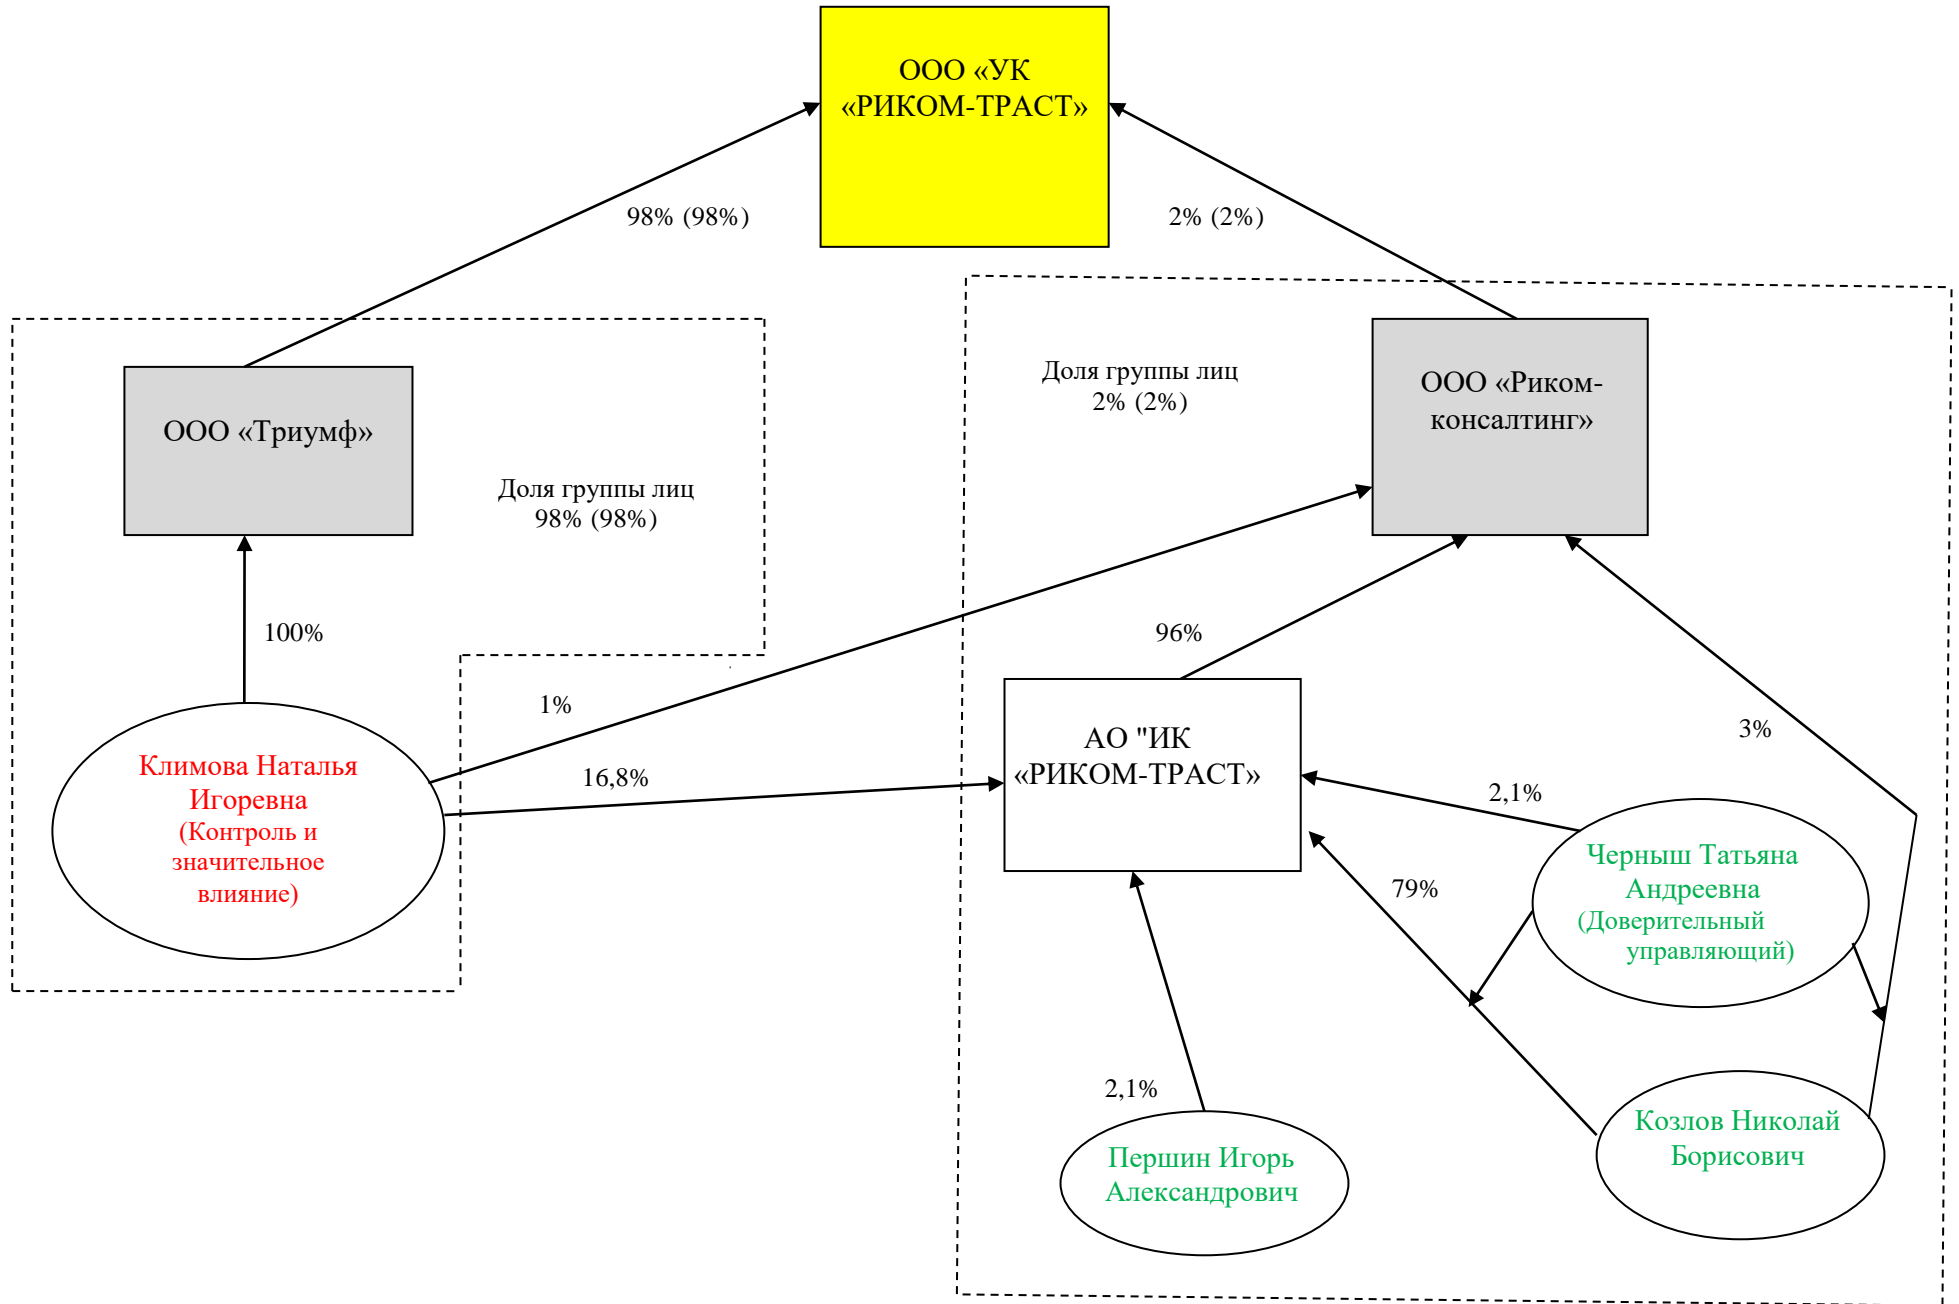 ООО «УК
«РИКОМ-ТРАСТ»
98% (98%)
2% (2%)
Доля группы лиц
2% (2%)
ООО «Риком-
консалтинг»
ООО «Триумф»
Доля группы лиц
98% (98%)
100%
96%
1%
3%
АО "ИК
«РИКОМ-ТРАСТ»
Климова Наталья
Игоревна
(Контроль и
значительное
влияние)
16,8%
2,1%
Черныш Татьяна
Андреевна
(Доверительный
управляющий)
79%
2,1%
Першин Игорь
Александрович
Козлов Николай
Борисович